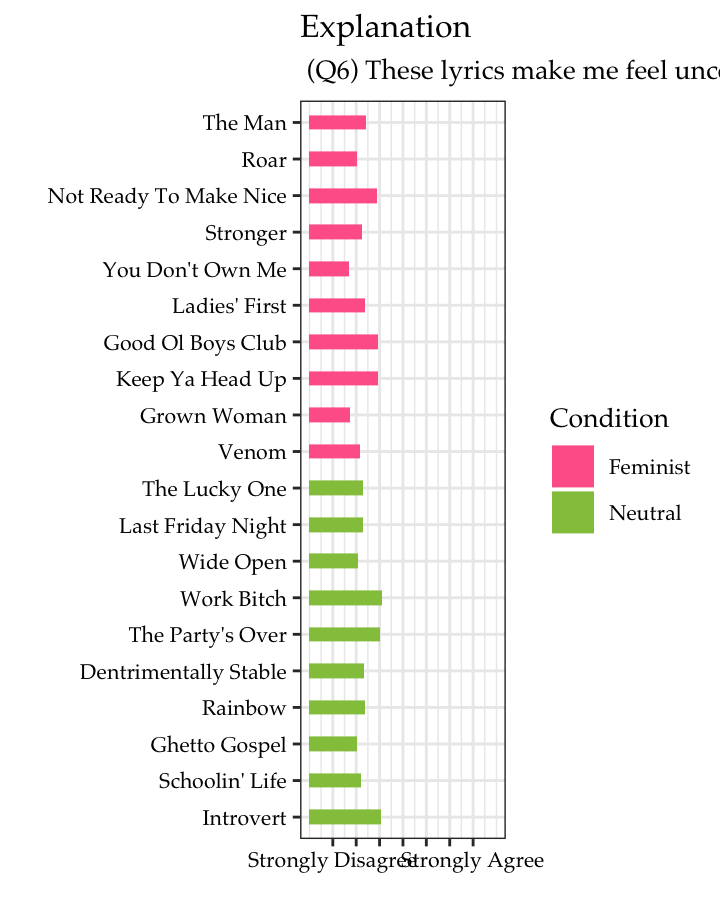 Explanation
(Q6) These lyrics make me feel
The Man
Roar
Not Ready To Make Nice
Stronger
You Don't Own Me
Ladies' First
Good Ol Boys Club
Keep Ya Head Up
Grown Woman
Venom
The Lucky One
Last Friday Night
Wide Open
Work Bitch
The Party's Over
Dentrimentally Stable
Rainbow
Ghetto Gospel
Schoolin' Life
Introvert
Condition
Feminist
Neutral
Strongly Disagree Strongly Agree